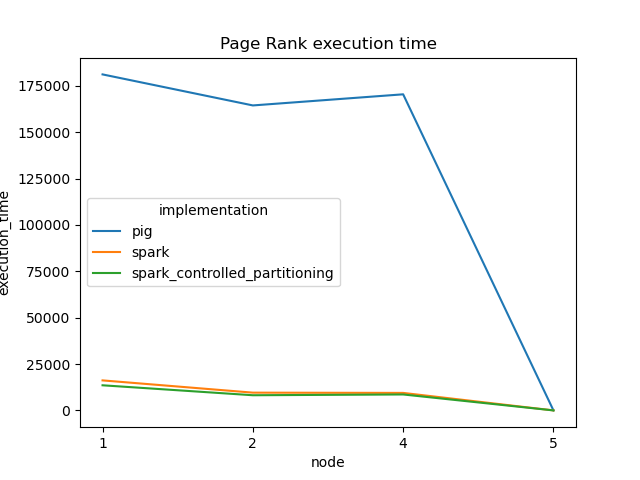 Page Rank execution time
175000
150000
125000
100000
75000
50000
25000
0
execution_time
implementation
pig
spark
spark_controlled_partitioning
1 2 4 5
node